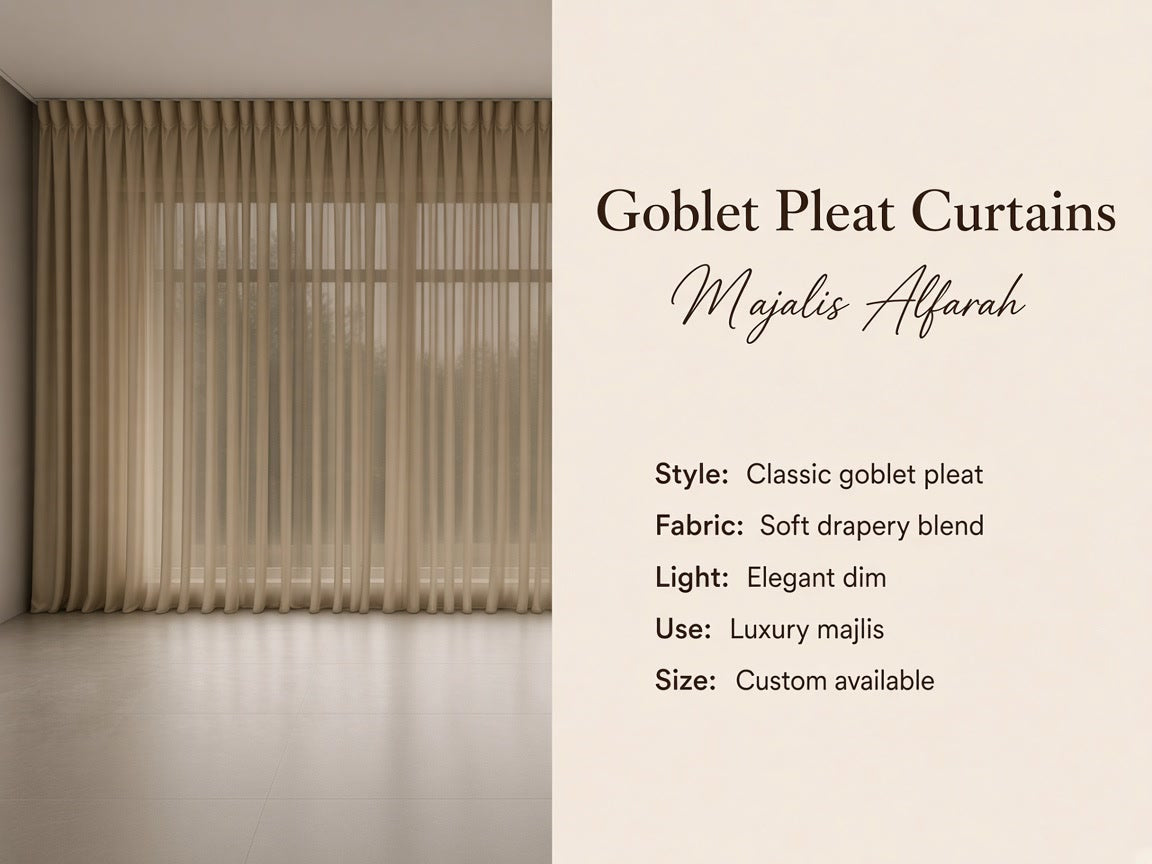 Goblet Pleat Curtains
Majalis Alfarah
Style: Classic goblet pleat
Fabric: Soft drapery blend
Light: Elegant dim
Use: Luxury majlis
Size: Custom available